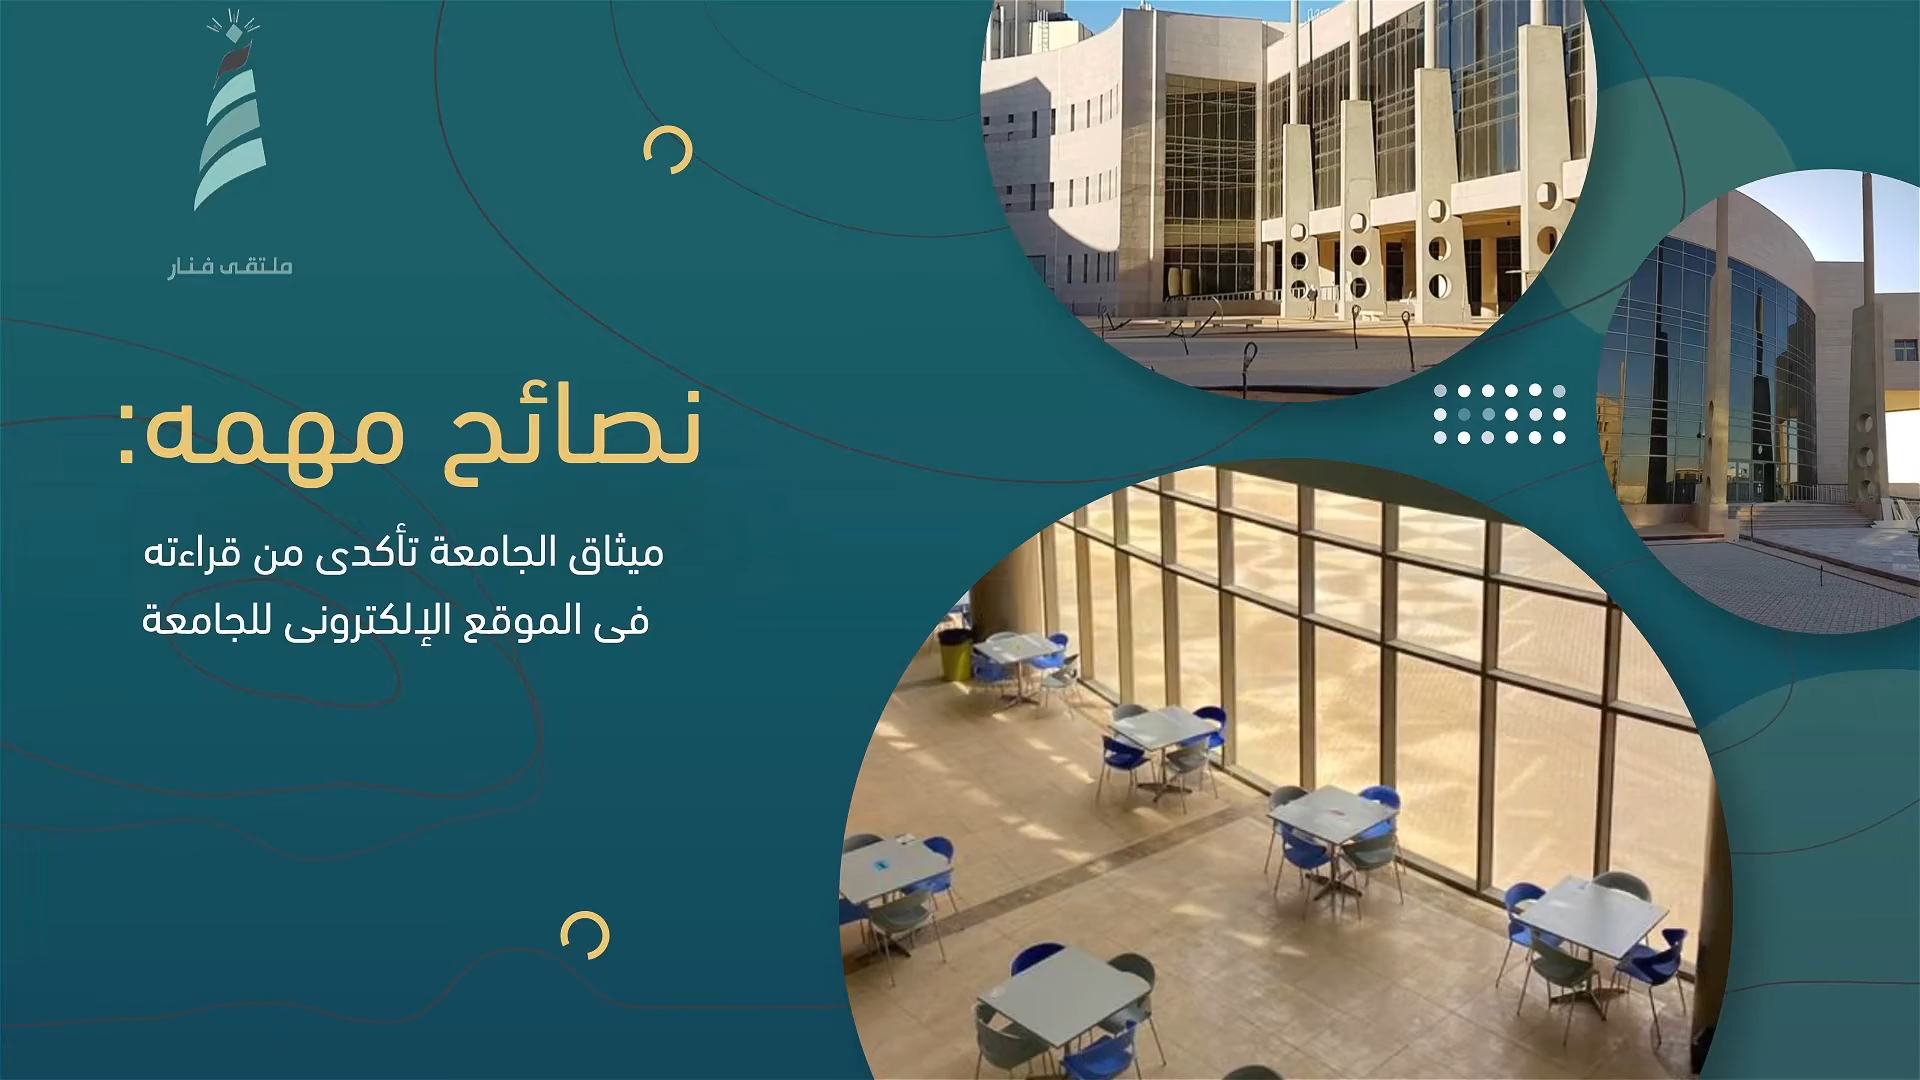 ملتقى فنار
نصائح مهمه:
ميثاق الجامعة تأكدى من قراءته
فى الموقع الإلكترونى للجامعة